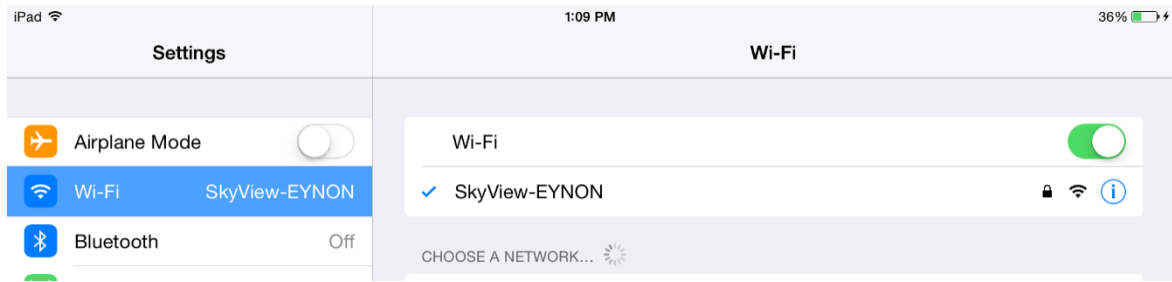 iPad 1:09 PM 36%
Settings Wi-Fi
Airplane Mode
Wi-Fi SkyView-EYNON
Bluetooth Off
Wi-Fi
SkyView-EYNON
CHOOSE A NETWORK...